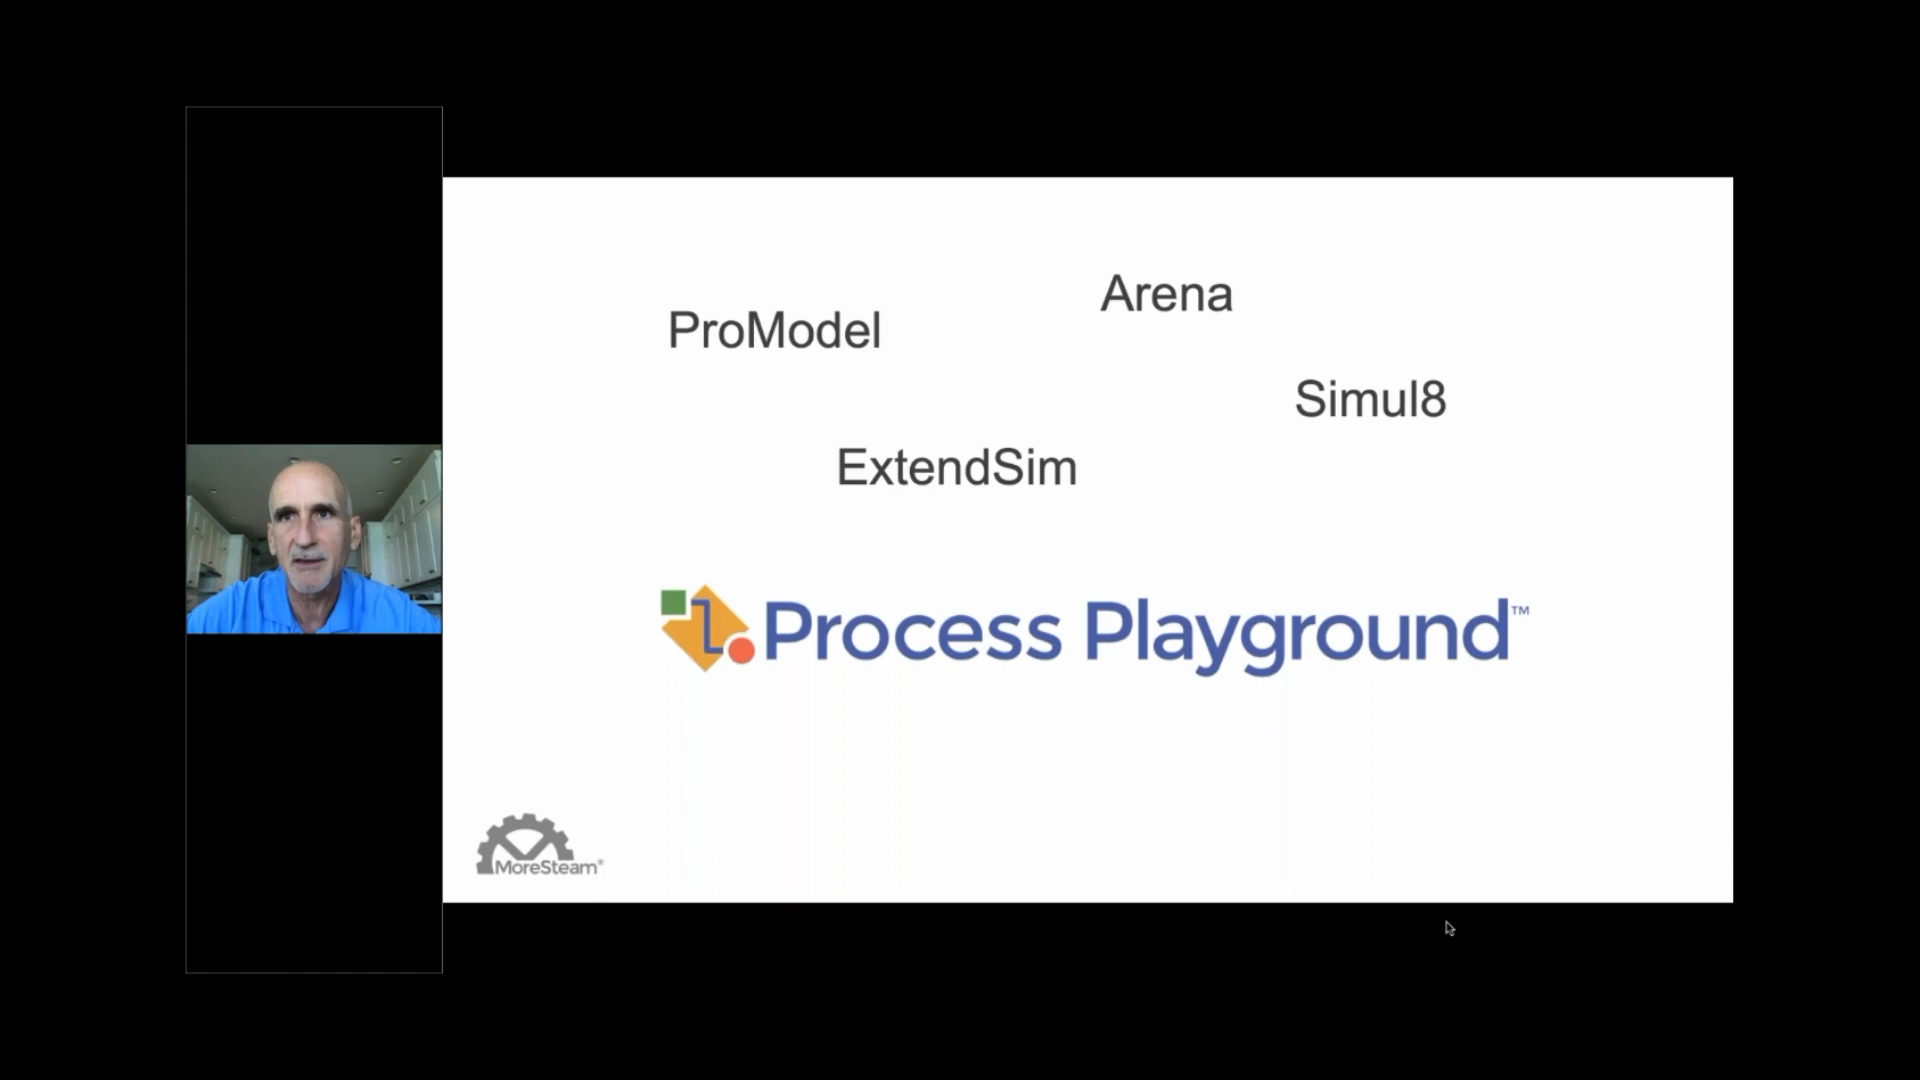 Arena
ProModel
Simul8
ExtendSim
Process Playground™
MoreSteam®